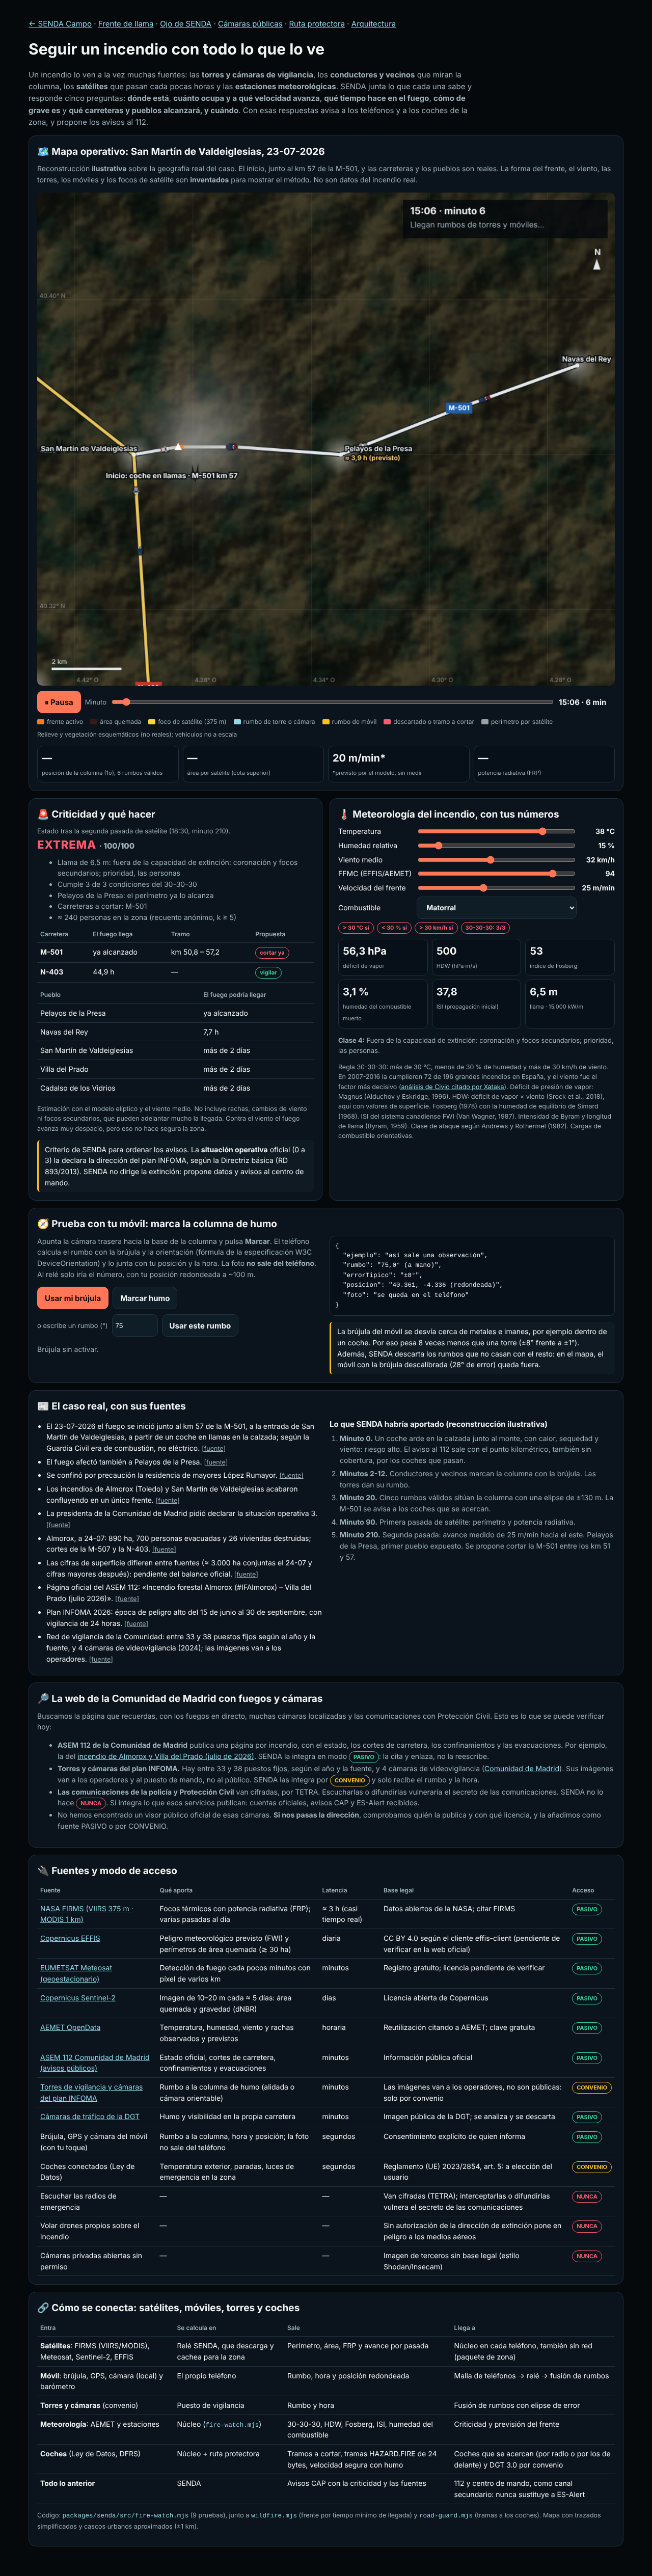 ← SENDA Campo · Frente de llama · Ojo de SENDA · Cámaras públicas · Ruta protectora · Arquitectura
Seguir un incendio con todo lo que lo ve
Un incendio lo ven a la vez muchas fuentes: las torres y cámaras de vigilancia, los conductores y vecinos que miran la
columna, los satélites que pasan cada pocas horas y las estaciones meteorológicas. SENDA junta lo que cada una sabe y
responde cinco preguntas: dónde está, cuánto ocupa y a qué velocidad avanza, qué tiempo hace en el fuego, cómo de
grave es y qué carreteras y pueblos alcanzará, y cuándo. Con esas respuestas avisa a los teléfonos y a los coches de la
zona, y propone los avisos al 112.
🗺️ Mapa operativo: San Martín de Valdeiglesias, 23-07-2026
Reconstrucción ilustrativa sobre la geografía real del caso. El inicio, junto al km 57 de la M-501, y las carreteras y los pueblos son reales. La forma del frente, el viento, las
torres, los móviles y los focos de satélite son inventados para mostrar el método. No son datos del incendio real.
15:06 · minuto 6
Llegan rumbos de torres y móviles...
N
40.40° N
Navas del Rey
M-501
San Martín de Valdeiglesias
Pelayos de la Presa
≈ 3,9 h (previsto)
Inicio: coche en llamas · M-501 km 57
40.32° N
2 km
4.42° O
4.38° O
4.34° O
4.30° O
4.26° O
⏸ Pausa
Minuto
15:06 · 6 min
frente activo
área quemada
foco de satélite (375 m)
rumbo de torre o cámara
rumbo de móvil
descartado o tramo a cortar
perímetro por satélite
Relieve y vegetación esquemáticos (no reales); vehículos no a escala
—
posición de la columna (1σ), 6 rumbos válidos
—
área por satélite (cota superior)
20 m/min*
*previsto por el modelo, sin medir
—
potencia radiativa (FRP)
🚨 Criticidad y qué hacer
Estado tras la segunda pasada de satélite (18:30, minuto 210).
EXTREMA · 100/100
Llama de 6,5 m: fuera de la capacidad de extinción: coronación y focos
secundarios; prioridad, las personas
Cumple 3 de 3 condiciones del 30-30-30
Pelayos de la Presa: el perímetro ya lo alcanza
Carreteras a cortar: M-501
≈ 240 personas en la zona (recuento anónimo, k ≥ 5)
Carretera El fuego llega Tramo Propuesta
M-501 ya alcanzado km 50,8 – 57,2 cortar ya
N-403 44,9 h — vigilar
Pueblo El fuego podría llegar
Pelayos de la Presa ya alcanzado
Navas del Rey 7,7 h
San Martín de Valdeiglesias más de 2 días
Villa del Prado más de 2 días
Cadalso de los Vidrios más de 2 días
Estimación con el modelo elíptico y el viento medio. No incluye rachas, cambios de viento
ni focos secundarios, que pueden adelantar mucho la llegada. Contra el viento el fuego
avanza muy despacio, pero eso no hace segura la zona.
Criterio de SENDA para ordenar los avisos. La situación operativa oficial (0 a
3) la declara la dirección del plan INFOMA, según la Directriz básica (RD
893/2013). SENDA no dirige la extinción: propone datos y avisos al centro de
mando.
🌡️ Meteorología del incendio, con tus números
Temperatura 38 °C
Humedad relativa 15 %
Viento medio 32 km/h
FFMC (EFFIS/AEMET) 94
Velocidad del frente 25 m/min
Combustible Matorral
> 30 °C sí
< 30 % sí
> 30 km/h sí
30-30-30: 3/3
56,3 hPa
déficit de vapor
500
HDW (hPa·m/s)
53
índice de Fosberg
3,1 %
humedad del combustible
muerto
37,8
ISI (propagación inicial)
6,5 m
llama · 15.000 kW/m
Clase 4: Fuera de la capacidad de extinción: coronación y focos secundarios; prioridad,
las personas.
Regla 30-30-30: más de 30 °C, menos de 30 % de humedad y más de 30 km/h de viento.
En 2007-2016 la cumplieron 72 de 196 grandes incendios en España, y el viento fue el
factor más decisivo (análisis de Civio citado por Xataka). Déficit de presión de vapor:
Magnus (Alduchov y Eskridge, 1996). HDW: déficit de vapor × viento (Srock et al., 2018),
aquí con valores de superficie. Fosberg (1978) con la humedad de equilibrio de Simard
(1968). ISI del sistema canadiense FWI (Van Wagner, 1987). Intensidad de Byram y longitud
de llama (Byram, 1959). Clase de ataque según Andrews y Rothermel (1982). Cargas de
combustible orientativas.
🧭 Prueba con tu móvil: marca la columna de humo
Apunta la cámara trasera hacia la base de la columna y pulsa Marcar. El teléfono
calcula el rumbo con la brújula y la orientación (fórmula de la especificación W3C
DeviceOrientation) y lo junta con tu posición y la hora. La foto no sale del teléfono.
Al relé solo iría el número, con tu posición redondeada a ~100 m.
Usar mi brújula
Marcar humo
o escribe un rumbo (°)
75
Usar este rumbo
Brújula sin activar.
{
"ejemplo": "así sale una observación",
"rumbo": "75,0° (a mano)",
"errorTipico": "±8°",
"posicion": "40.361, -4.336 (redondeada)",
"foto": "se queda en el teléfono"
}
La brújula del móvil se desvía cerca de metales e imanes, por ejemplo dentro de
un coche. Por eso pesa 8 veces menos que una torre (±8° frente a ±1°).
Además, SENDA descarta los rumbos que no casan con el resto: en el mapa, el
móvil con la brújula descalibrada (28° de error) queda fuera.
📰 El caso real, con sus fuentes
El 23-07-2026 el fuego se inició junto al km 57 de la M-501, a la entrada de San
Martín de Valdeiglesias, a partir de un coche en llamas en la calzada; según la
Guardia Civil era de combustión, no eléctrico. [fuente]
El fuego afectó también a Pelayos de la Presa. [fuente]
Se confinó por precaución la residencia de mayores López Rumayor. [fuente]
Los incendios de Almorox (Toledo) y San Martín de Valdeiglesias acabaron
confluyendo en un único frente. [fuente]
La presidenta de la Comunidad de Madrid pidió declarar la situación operativa 3.
[fuente]
Almorox, a 24-07: 890 ha, 700 personas evacuadas y 26 viviendas destruidas;
cortes de la M-507 y la N-403. [fuente]
Las cifras de superficie difieren entre fuentes (≈ 3.000 ha conjuntas el 24-07 y
cifras mayores después): pendiente del balance oficial. [fuente]
Página oficial del ASEM 112: «Incendio forestal Almorox (#IFAlmorox) – Villa del
Prado (julio 2026)». [fuente]
Plan INFOMA 2026: época de peligro alto del 15 de junio al 30 de septiembre, con
vigilancia de 24 horas. [fuente]
Red de vigilancia de la Comunidad: entre 33 y 38 puestos fijos según el año y la
fuente, y 4 cámaras de videovigilancia (2024); las imágenes van a los
operadores. [fuente]
Lo que SENDA habría aportado (reconstrucción ilustrativa)
1. Minuto 0. Un coche arde en la calzada junto al monte, con calor, sequedad y
viento: riesgo alto. El aviso al 112 sale con el punto kilométrico, también sin
cobertura, por los coches que pasan.
2. Minutos 2-12. Conductores y vecinos marcan la columna con la brújula. Las
torres dan su rumbo.
3. Minuto 20. Cinco rumbos válidos sitúan la columna con una elipse de ±130 m. La
M-501 se avisa a los coches que se acercan.
4. Minuto 90. Primera pasada de satélite: perímetro y potencia radiativa.
5. Minuto 210. Segunda pasada: avance medido de 25 m/min hacia el este. Pelayos
de la Presa, primer pueblo expuesto. Se propone cortar la M-501 entre los km 51
y 57.
🔎 La web de la Comunidad de Madrid con fuegos y cámaras
Buscamos la página que recuerdas, con los fuegos en directo, muchas cámaras localizadas y las comunicaciones con Protección Civil. Esto es lo que se puede verificar
hoy:
ASEM 112 de la Comunidad de Madrid publica una página por incendio, con el estado, los cortes de carretera, los confinamientos y las evacuaciones. Por ejemplo,
la del incendio de Almorox y Villa del Prado (julio de 2026). SENDA la integra en modo PASIVO: la cita y enlaza, no la reescribe.
Torres y cámaras del plan INFOMA. Hay entre 33 y 38 puestos fijos, según el año y la fuente, y 4 cámaras de videovigilancia (Comunidad de Madrid). Sus imágenes
van a los operadores y al puesto de mando, no al público. SENDA las integra por CONVENIO y solo recibe el rumbo y la hora.
Las comunicaciones de la policía y Protección Civil van cifradas, por TETRA. Escucharlas o difundirlas vulneraría el secreto de las comunicaciones. SENDA no lo
hace NUNCA. Sí integra lo que esos servicios publican: cuentas oficiales, avisos CAP y ES-Alert recibidos.
No hemos encontrado un visor público oficial de esas cámaras. Si nos pasas la dirección, comprobamos quién la publica y con qué licencia, y la añadimos como
fuente PASIVO o por CONVENIO.
🔌 Fuentes y modo de acceso
Fuente Qué aporta Latencia Base legal Acceso
NASA FIRMS (VIIRS 375 m ·
MODIS 1 km)
Focos térmicos con potencia radiativa (FRP);
varias pasadas al día
≈ 3 h (casi
tiempo real)
Datos abiertos de la NASA; citar FIRMS
PASIVO
Copernicus EFFIS
Peligro meteorológico previsto (FWI) y
perímetros de área quemada (≥ 30 ha)
diaria
CC BY 4.0 según el cliente effis-client (pendiente de
verificar en la web oficial)
PASIVO
EUMETSAT Meteosat
(geoestacionario)
Detección de fuego cada pocos minutos con
píxel de varios km
minutos
Registro gratuito; licencia pendiente de verificar
PASIVO
Copernicus Sentinel-2
Imagen de 10–20 m cada ≈ 5 días: área
quemada y gravedad (dNBR)
días
Licencia abierta de Copernicus
PASIVO
AEMET OpenData
Temperatura, humedad, viento y rachas
observados y previstos
horaria
Reutilización citando a AEMET; clave gratuita
PASIVO
ASEM 112 Comunidad de Madrid
(avisos públicos)
Estado oficial, cortes de carretera,
confinamientos y evacuaciones
minutos
Información pública oficial
PASIVO
Torres de vigilancia y cámaras
del plan INFOMA
Rumbo a la columna de humo (alidada o
cámara orientable)
minutos
Las imágenes van a los operadores, no son públicas:
solo por convenio
CONVENIO
Cámaras de tráfico de la DGT
Humo y visibilidad en la propia carretera
minutos
Imagen pública de la DGT; se analiza y se descarta
PASIVO
Brújula, GPS y cámara del móvil
(con tu toque)
Rumbo a la columna, hora y posición; la foto
no sale del teléfono
segundos
Consentimiento explícito de quien informa
PASIVO
Coches conectados (Ley de
Datos)
Temperatura exterior, paradas, luces de
emergencia en la zona
segundos
Reglamento (UE) 2023/2854, art. 5: a elección del
usuario
CONVENIO
Escuchar las radios de
emergencia
—
—
Van cifradas (TETRA); interceptarlas o difundirlas
vulnera el secreto de las comunicaciones
NUNCA
Volar drones propios sobre el
incendio
—
—
Sin autorización de la dirección de extinción pone en
peligro a los medios aéreos
NUNCA
Cámaras privadas abiertas sin
permiso
—
—
Imagen de terceros sin base legal (estilo
Shodan/Insecam)
NUNCA
🔗 Cómo se conecta: satélites, móviles, torres y coches
Entra Se calcula en Sale Llega a
Satélites: FIRMS (VIIRS/MODIS),
Meteosat, Sentinel-2, EFFIS
Relé SENDA, que descarga y
cachea para la zona
Perímetro, área, FRP y avance por pasada
Núcleo en cada teléfono, también sin red
(paquete de zona)
Móvil: brújula, GPS, cámara (local) y
barómetro
El propio teléfono
Rumbo, hora y posición redondeada
Malla de teléfonos → relé → fusión de rumbos
Torres y cámaras (convenio)
Puesto de vigilancia
Rumbo y hora
Fusión de rumbos con elipse de error
Meteorología: AEMET y estaciones
Núcleo (fire-watch.mjs)
30-30-30, HDW, Fosberg, ISI, humedad del
combustible
Criticidad y previsión del frente
Coches (Ley de Datos, DFRS)
Núcleo + ruta protectora
Tramos a cortar, tramas HAZARD.FIRE de 24
bytes, velocidad segura con humo
Coches que se acercan (por radio o por los de
delante) y DGT 3.0 por convenio
Todo lo anterior
SENDA
Avisos CAP con la criticidad y las fuentes
112 y centro de mando, como canal
secundario: nunca sustituye a ES-Alert
Código: packages/senda/src/fire-watch.mjs (9 pruebas), junto a wildfire.mjs (frente por tiempo mínimo de llegada) y road-guard.mjs (tramas a los coches). Mapa con trazados
simplificados y cascos urbanos aproximados (±1 km).